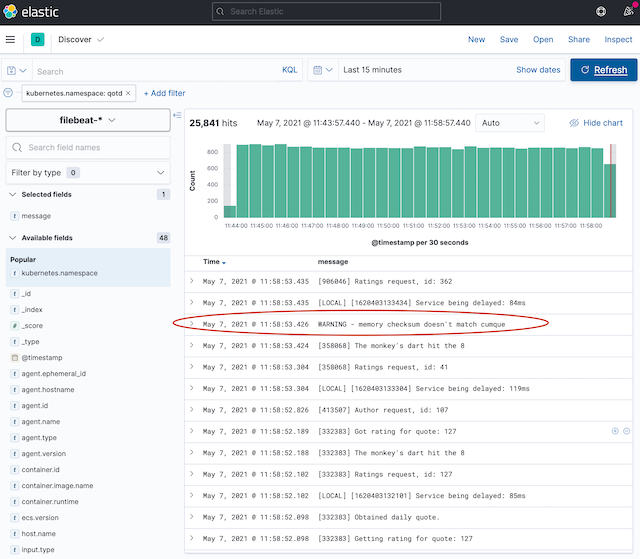 elastic
Search Elastic
D Discover
New Save Open Share Inspect
Search KQL
Last 15 minutes Show dates
Refresh
kubernetes.namespace: qotd × + Add filter
filebeat-*
Search field names
Filter by type 0
Selected fields 1
t message
Available fields 48
Popular
t kubernetes.namespace
t _id
t _index
# _score
t _type
@timestamp
t agent.ephemeral_id
t agent.hostname
t agent.id
t agent.name
t agent.type
t agent.version
t container.id
t container.image.name
t container.runtime
t ecs.version
t host.name
t input.type
25,841 hits
May 7, 2021 @ 11:43:57.440 - May 7, 2021 @ 11:58:57.440
Auto
Hide chart
Count
800
600
400
200
0
11:44:00 11:45:00 11:46:00 11:47:00 11:48:00 11:49:00 11:50:00 11:51:00 11:52:00 11:53:00 11:54:00 11:55:00 11:56:00 11:57:00 11:58:00
@timestamp per 30 seconds
Time message
May 7, 2021 @ 11:58:53.435 [906046] Ratings request, id: 362
May 7, 2021 @ 11:58:53.435 [LOCAL] [1620403133434] Service being delayed: 84ms
May 7, 2021 @ 11:58:53.426 WARNING - memory checksum doesn't match cumque
May 7, 2021 @ 11:58:53.424 [358068] The monkey's dart hit the 8
May 7, 2021 @ 11:58:53.304 [358068] Ratings request, id: 41
May 7, 2021 @ 11:58:53.304 [LOCAL] [1620403133304] Service being delayed: 119ms
May 7, 2021 @ 11:58:52.826 [413507] Author request, id: 107
May 7, 2021 @ 11:58:52.189 [332383] Got rating for quote: 127
May 7, 2021 @ 11:58:52.188 [332383] The monkey's dart hit the 8
May 7, 2021 @ 11:58:52.102 [332383] Ratings request, id: 127
May 7, 2021 @ 11:58:52.102 [LOCAL] [1620403132101] Service being delayed: 85ms
May 7, 2021 @ 11:58:52.098 [332383] Obtained daily quote.
May 7, 2021 @ 11:58:52.098 [332383] Getting rating for quote: 127